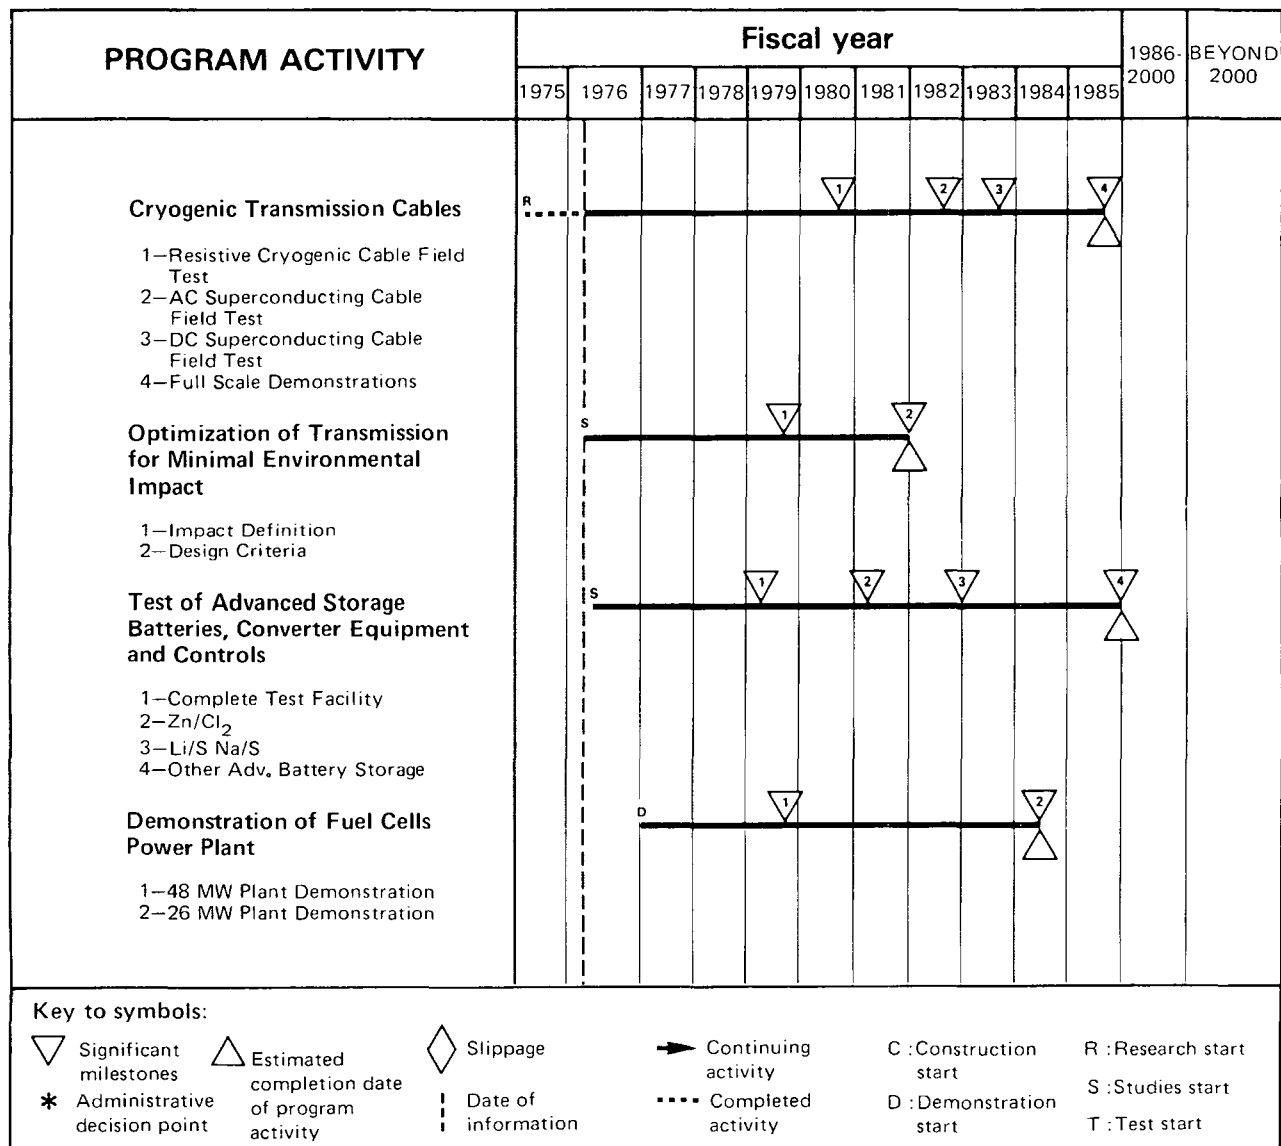 PROGRAM ACTIVITY
Fiscal year
1986-
2000
BEYOND
2000
1975 1976 1977 1978 1979 1980 1981 1982 1983 1984 1985
Cryogenic Transmission Cables
R
1 2 3 4
1—Resistive Cryogenic Cable Field
Test
2—AC Superconducting Cable
Field Test
3—DC Superconducting Cable
Field Test
4—Full Scale Demonstrations
Optimization of Transmission
for Minimal Environmental
Impact
S
1 2
1—Impact Definition
2—Design Criteria
Test of Advanced Storage
Batteries, Converter Equipment
and Controls
S
1 2 3 4
1—Complete Test Facility
2—Zn/Cl2
3—Li/S Na/S
4—Other Adv. Battery Storage
Demonstration of Fuel Cells
Power Plant
D
1 2
1—48 MW Plant Demonstration
2—26 MW Plant Demonstration
Key to symbols:
Significant
milestones
* Administrative
decision point
Estimated
completion date
of program
activity
Slippage
Date of
information
Continuing
activity
Completed
activity
C : Construction
start
D : Demonstration
start
R : Research start
S : Studies start
T : Test start